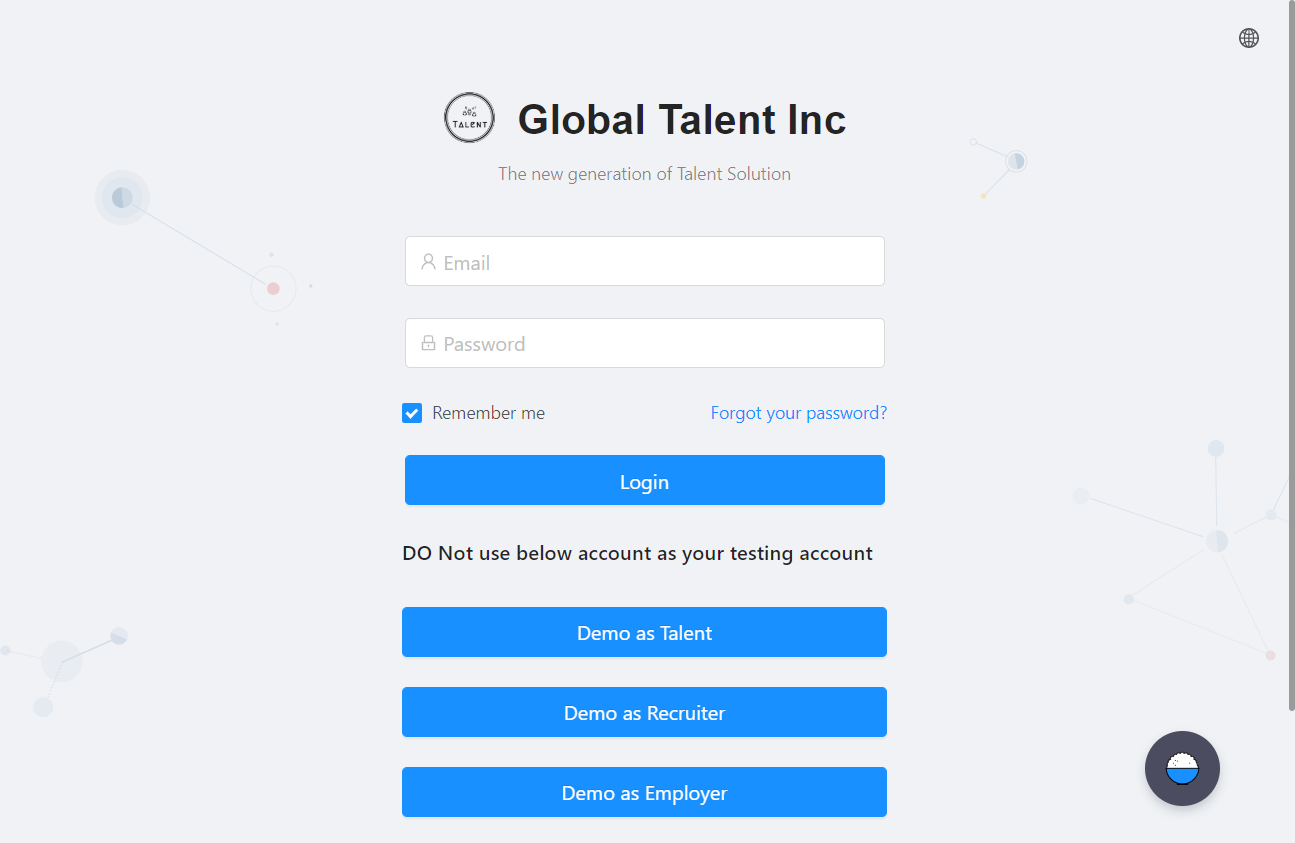 TALENT
Global Talent Inc
The new generation of Talent Solution
Email
Password
Remember me
Forgot your password?
Login
DO Not use below account as your testing account
Demo as Talent
Demo as Recruiter
Demo as Employer